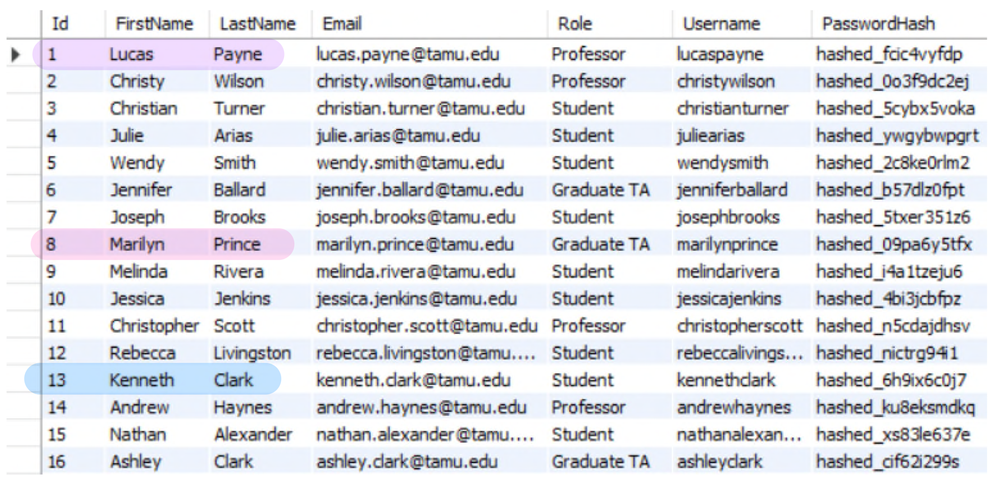 Id FirstName LastName Email Role Username PasswordHash
1 Lucas Payne lucas.payne@tamu.edu Professor lucaspayne hashed_fcic4vyfdp
2 Christy Wilson christy.wilson@tamu.edu Professor christywilson hashed_0o3f9dc2ej
3 Christian Turner christian.turner@tamu.edu Student christianturner hashed_5cybx5voka
4 Julie Arias julie.arias@tamu.edu Student juliearias hashed_ywgybwpgrt
5 Wendy Smith wendy.smith@tamu.edu Student wendysmith hashed_2c8ke0rlm2
6 Jennifer Ballard jennifer.ballard@tamu.edu Graduate TA jenniferballard hashed_b57dlz0fpt
7 Joseph Brooks joseph.brooks@tamu.edu Student josephbrooks hashed_5txer351z6
8 Marilyn Prince marilyn.prince@tamu.edu Graduate TA marilynprince hashed_09pa6y5tfx
9 Melinda Rivera melinda.rivera@tamu.edu Student melindarivera hashed_i4a1tzeju6
10 Jessica Jenkins jessica.jenkins@tamu.edu Student jessicajenkins hashed_4bi3jcbfpz
11 Christopher Scott christopher.scott@tamu.edu Professor christopherscott hashed_n5cdajdhsv
12 Rebecca Livingston rebecca.livingston@tamu.... Student rebeccalivings... hashed_nictrg94i1
13 Kenneth Clark kenneth.clark@tamu.edu Student kennethclark hashed_6h9ix6c0j7
14 Andrew Haynes andrew.haynes@tamu.edu Professor andrewhaynes hashed_ku8eksmdkq
15 Nathan Alexander nathan.alexander@tamu.... Student nathanalexan... hashed_xs83le637e
16 Ashley Clark ashley.clark@tamu.edu Graduate TA ashleyclark hashed_cif62i299s